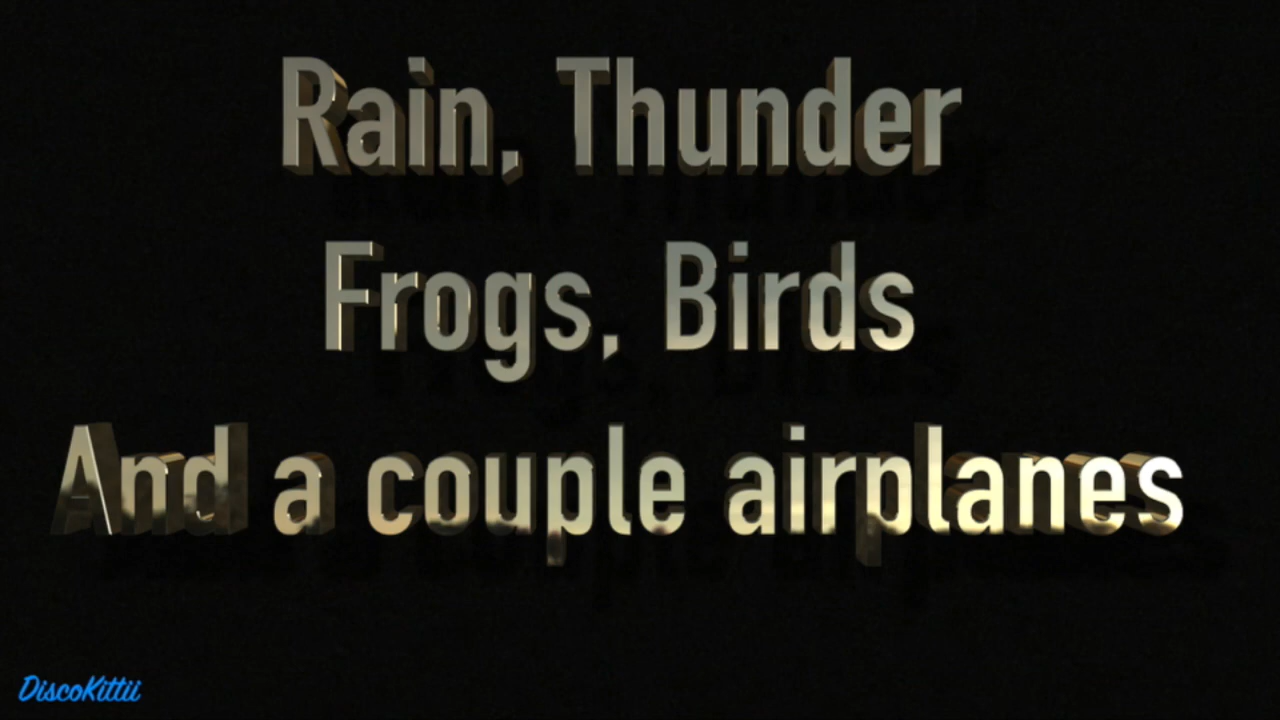 Rain, Thunder
Frogs, Birds
And a couple airplanes
DiscoKittii